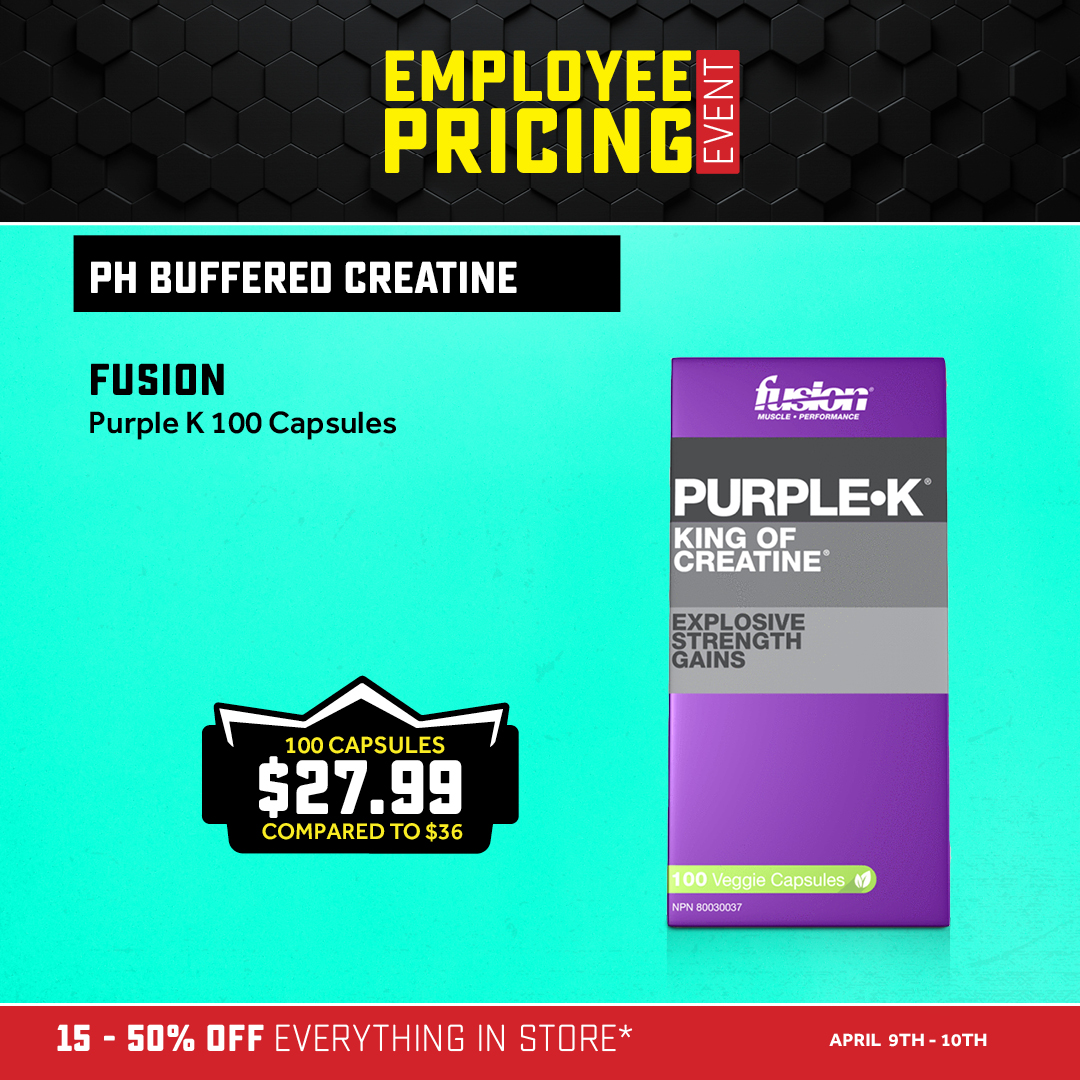 EMPLOYEE
PRICING
EVENT
PH BUFFERED CREATINE
FUSION
Purple K 100 Capsules
fusion®
MUSCLE • PERFORMANCE
PURPLE•K®
KING OF
CREATINE®
EXPLOSIVE
STRENGTH
GAINS
100 Veggie Capsules
NPN 80030037
100 CAPSULES
$27.99
COMPARED TO $36
15 - 50% OFF EVERYTHING IN STORE*
APRIL 9TH - 10TH